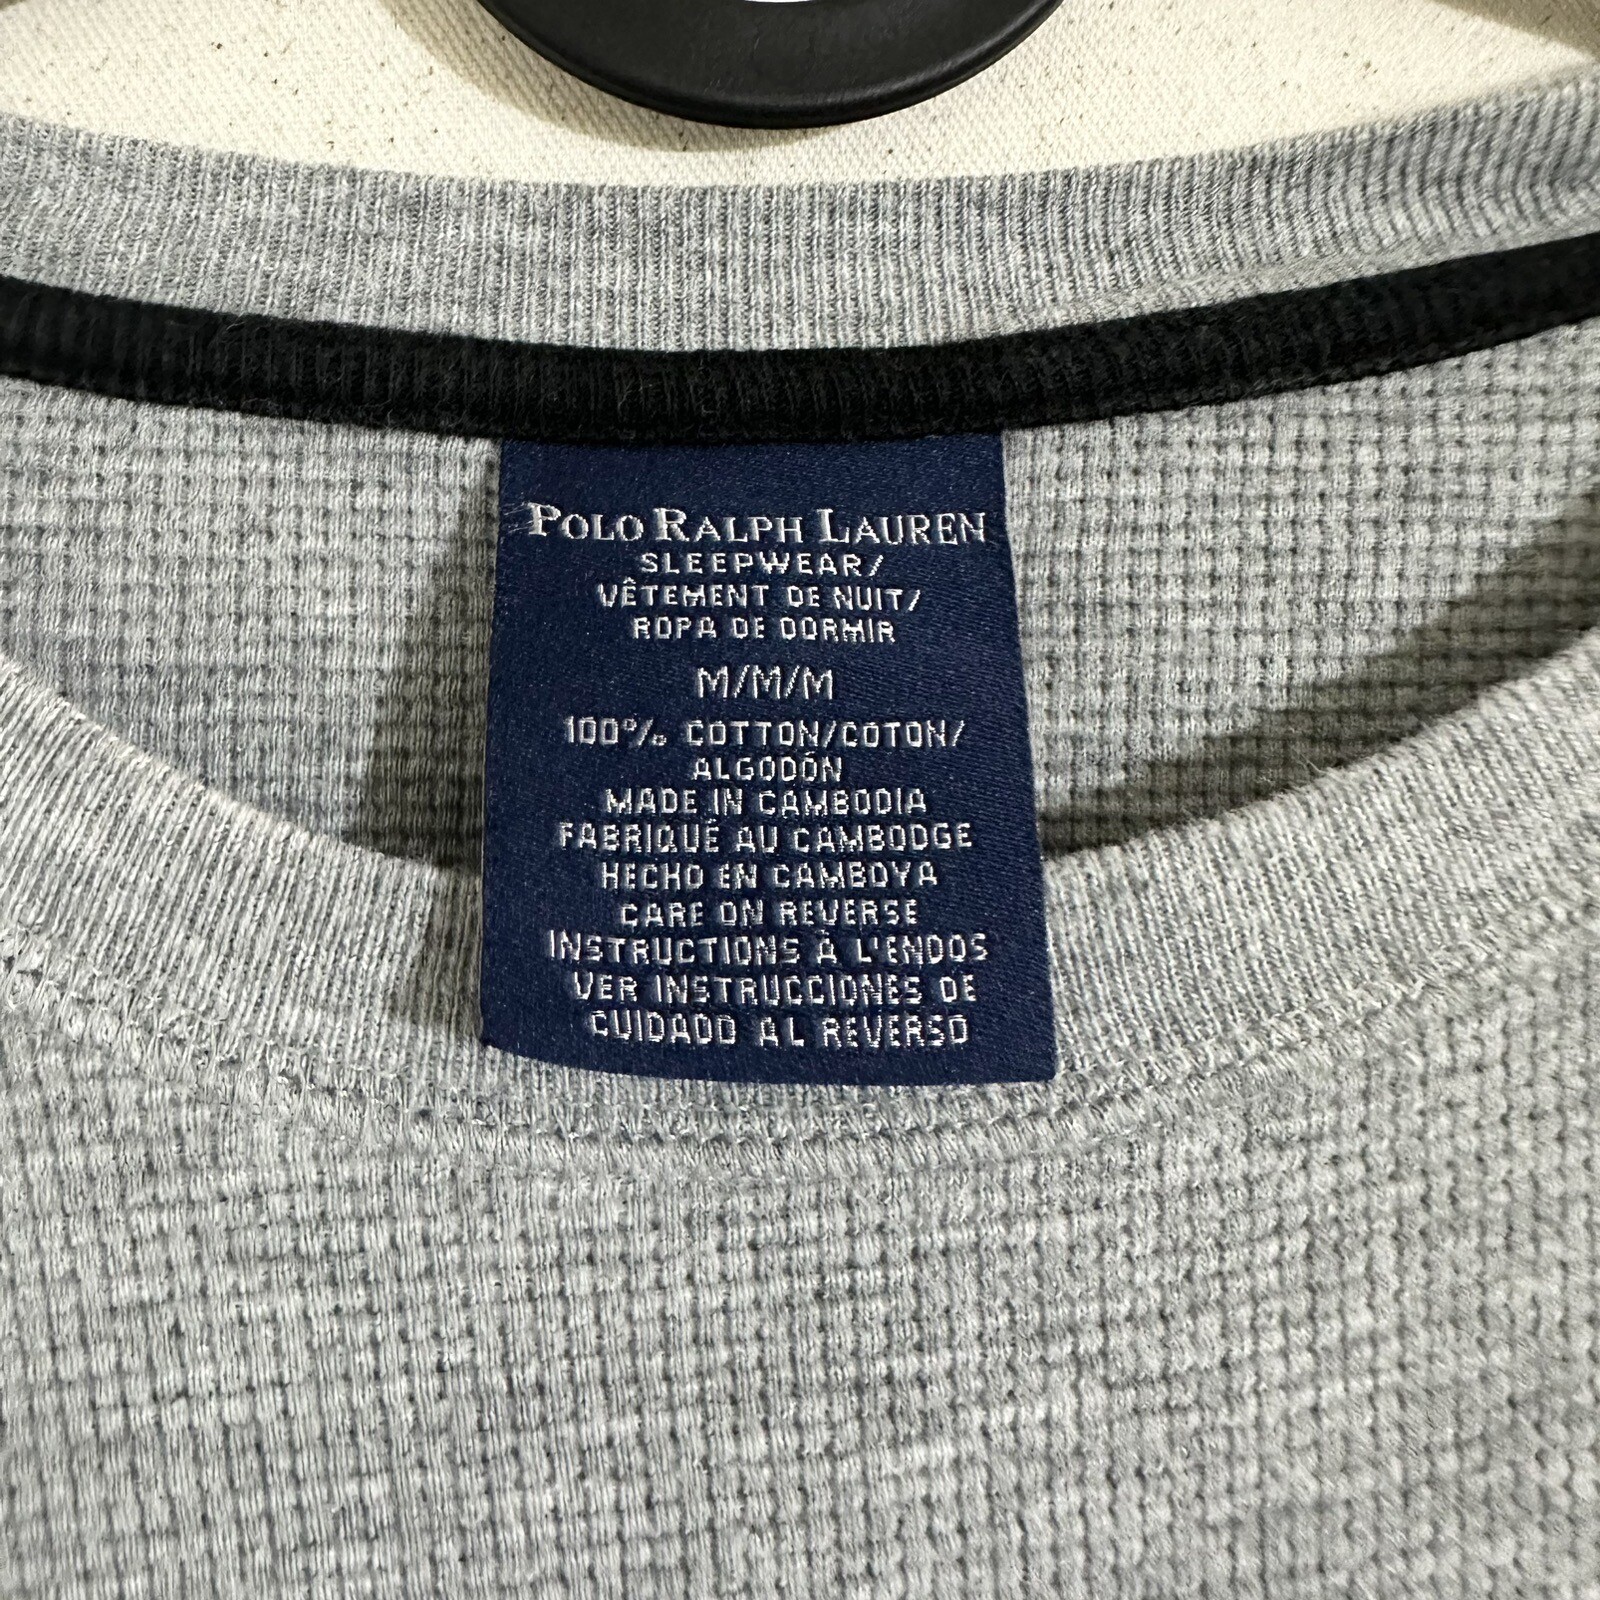 POLO RALPH LAUREN
SLEEPWEAR/
VÊTEMENT DE NUIT/
ROPA DE DORMIR
M/M/M
100% COTTON/COTON/
ALGODÓN
MADE IN CAMBODIA
FABRIQUÉ AU CAMBODGE
HECHO EN CAMBOYA
CARE ON REVERSE
INSTRUCTIONS À L'ENDOS
VER INSTRUCCIONES DE
CUIDADO AL REVERSO